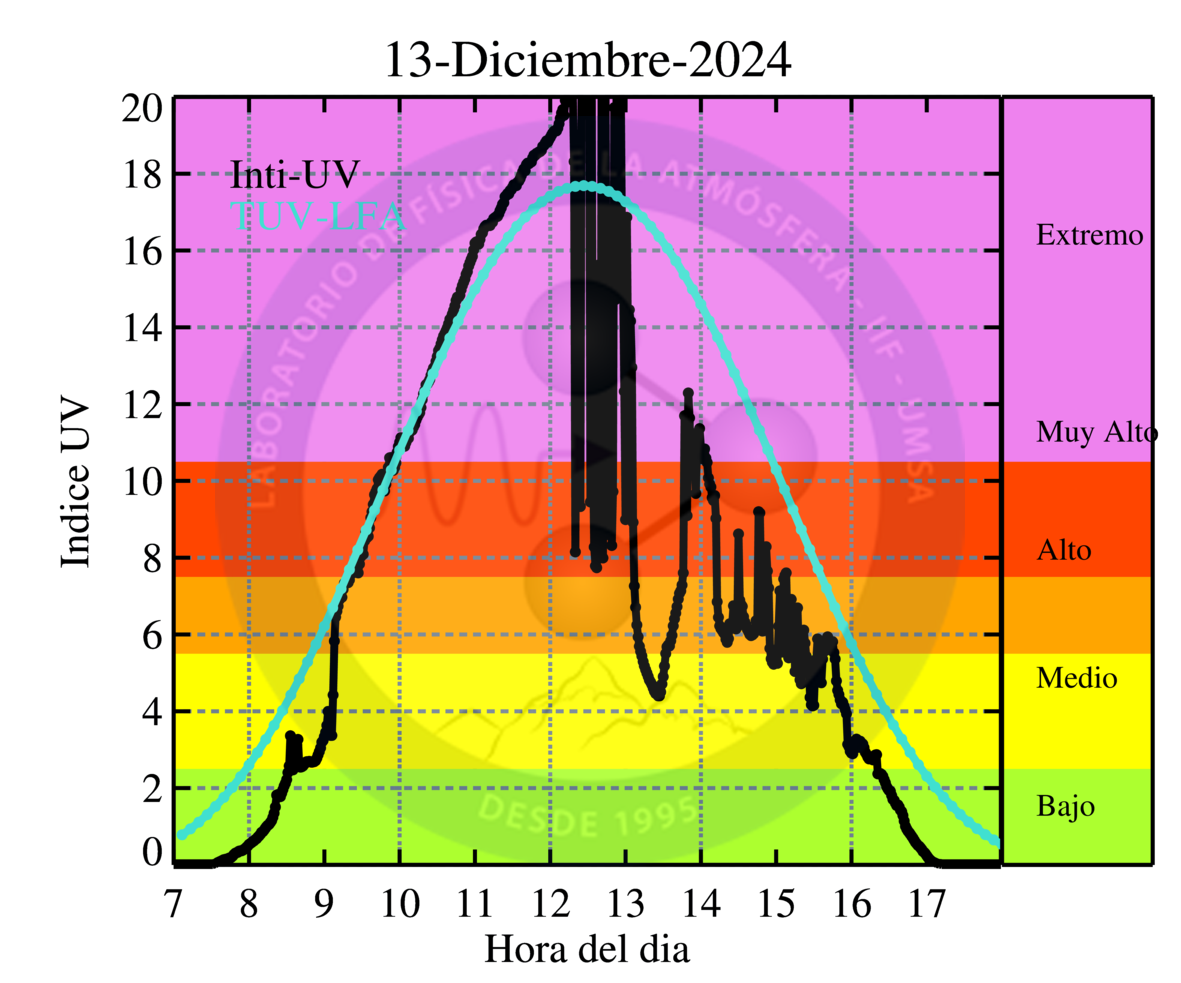 13-Diciembre-2024
20
18
16
14
12
10
8
6
4
2
0
Indice UV
Inti-UV
TUV-LFA
LABORATORIO DE FÍSICA DE LA ATMÓSFERA - IIF - UMSA
DESDE 1995
Extremo
Muy Alto
Alto
Medio
Bajo
7 8 9 10 11 12 13 14 15 16 17
Hora del dia